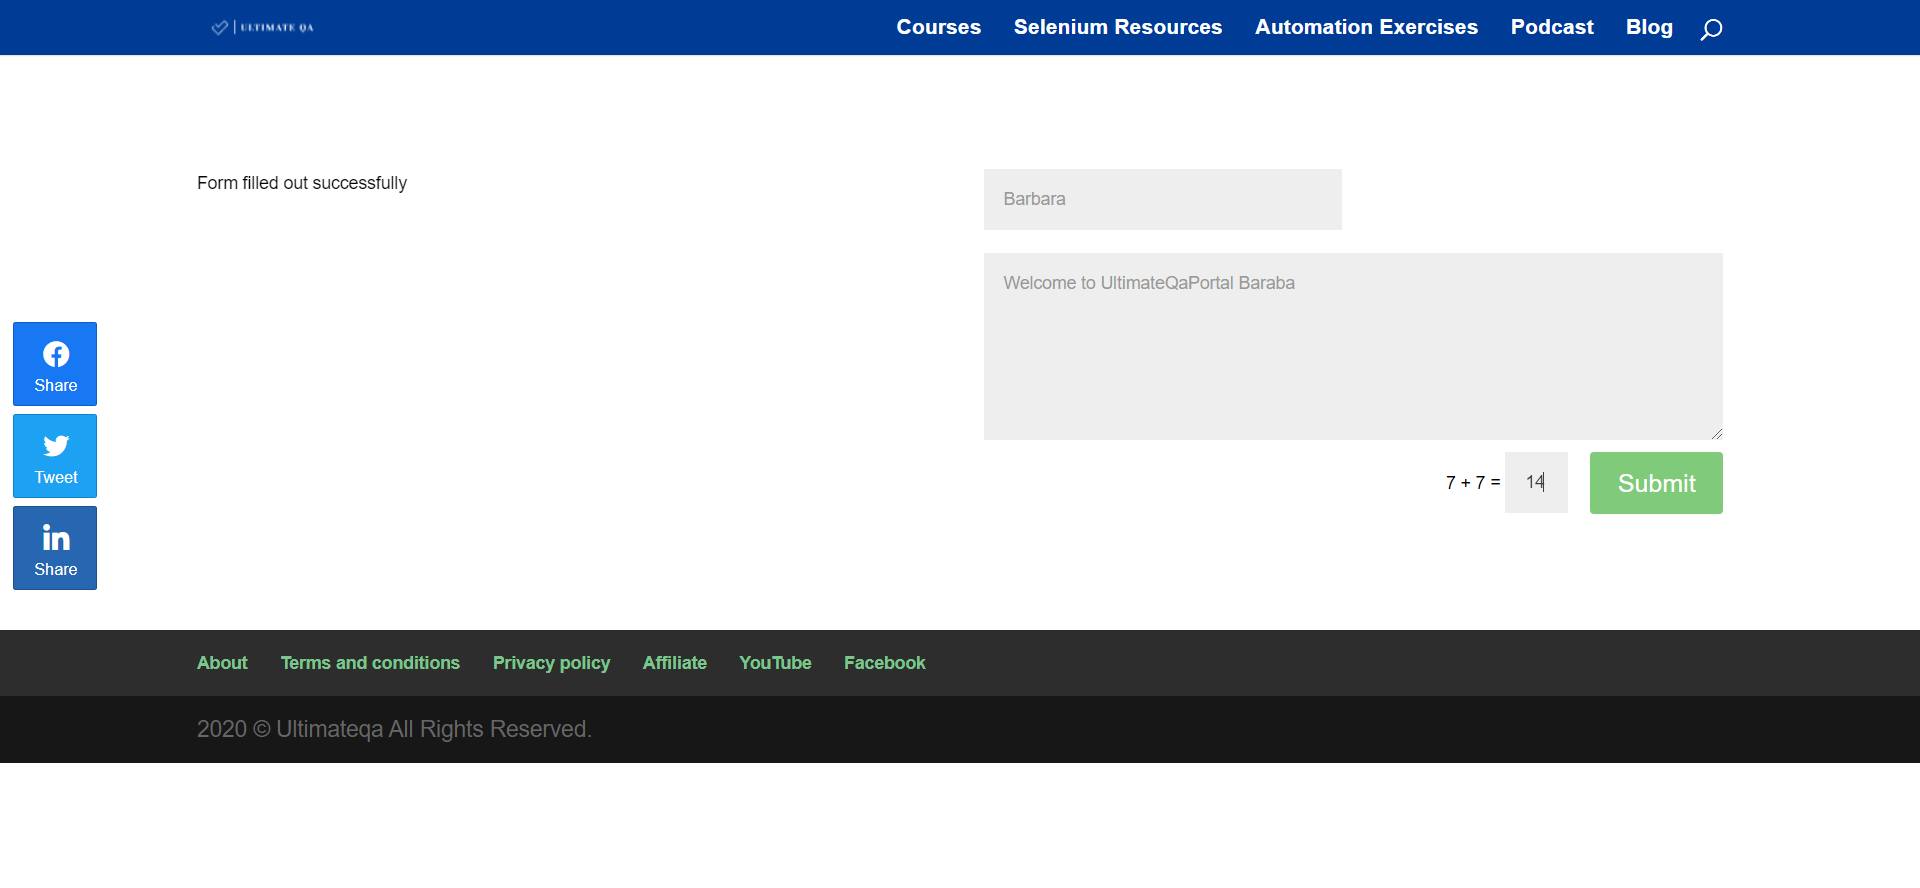 ULTIMATE QA
Courses Selenium Resources Automation Exercises Podcast Blog
Form filled out successfully
Barbara
Welcome to UltimateQaPortal Baraba
7 + 7 = 14 Submit
Share
Tweet
Share
About Terms and conditions Privacy policy Affiliate YouTube Facebook
2020 © Ultimateqa All Rights Reserved.